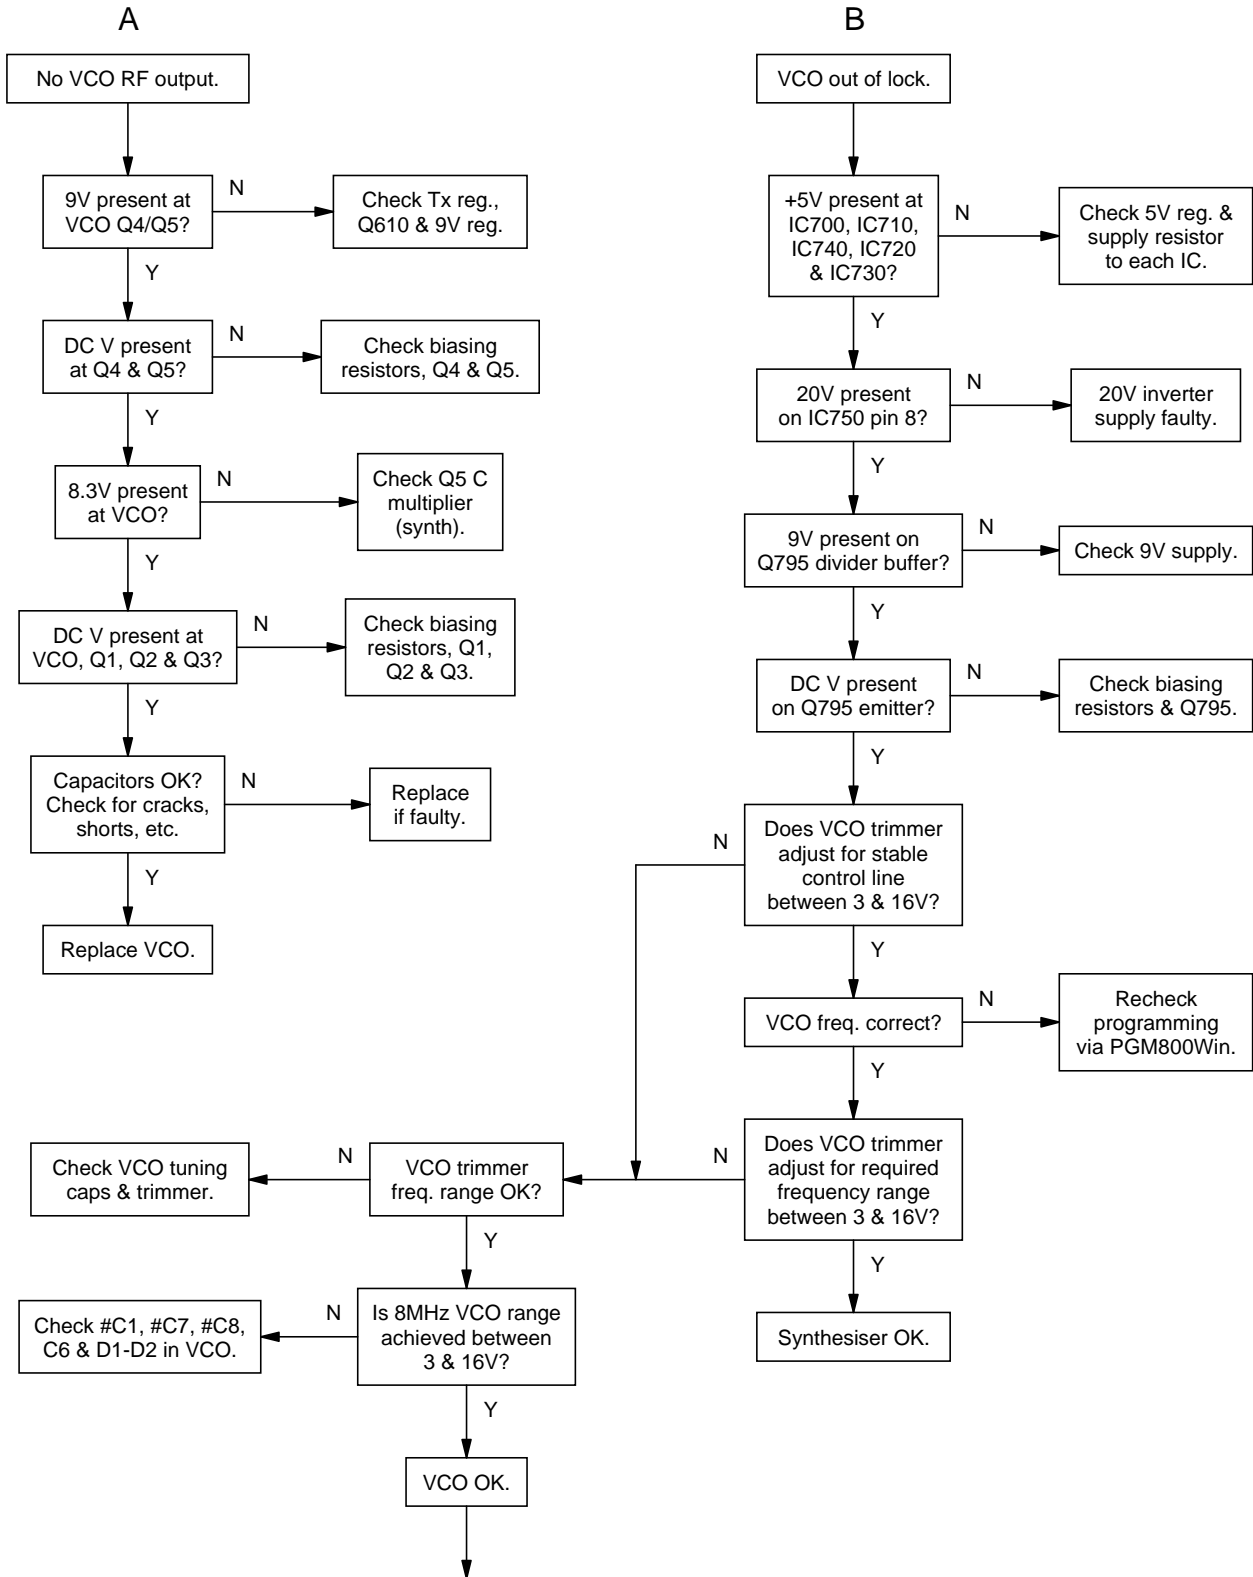 A
No VCO RF output.
9V present at
VCO Q4/Q5?
N
Check Tx reg.,
Q610 & 9V reg.
Y
DC V present
at Q4 & Q5?
N
Check biasing
resistors, Q4 & Q5.
Y
8.3V present
at VCO?
N
Check Q5 C
multiplier
(synth).
Y
DC V present at
VCO, Q1, Q2 & Q3?
N
Check biasing
resistors, Q1,
Q2 & Q3.
Y
Capacitors OK?
Check for cracks,
shorts, etc.
N
Replace
if faulty.
Y
Replace VCO.
B
VCO out of lock.
+5V present at
IC700, IC710,
IC740, IC720
& IC730?
N
Check 5V reg. &
supply resistor
to each IC.
Y
20V present
on IC750 pin 8?
N
20V inverter
supply faulty.
Y
9V present on
Q795 divider buffer?
N
Check 9V supply.
Y
DC V present
on Q795 emitter?
N
Check biasing
resistors & Q795.
Y
Does VCO trimmer
adjust for stable
control line
between 3 & 16V?
N
Y
VCO freq. correct?
N
Recheck
programming
via PGM800Win.
Y
Does VCO trimmer
adjust for required
frequency range
between 3 & 16V?
N
Y
Synthesiser OK.
VCO trimmer
freq. range OK?
N
Check VCO tuning
caps & trimmer.
Y
Is 8MHz VCO range
achieved between
3 & 16V?
N
Check #C1, #C7, #C8,
C6 & D1-D2 in VCO.
Y
VCO OK.